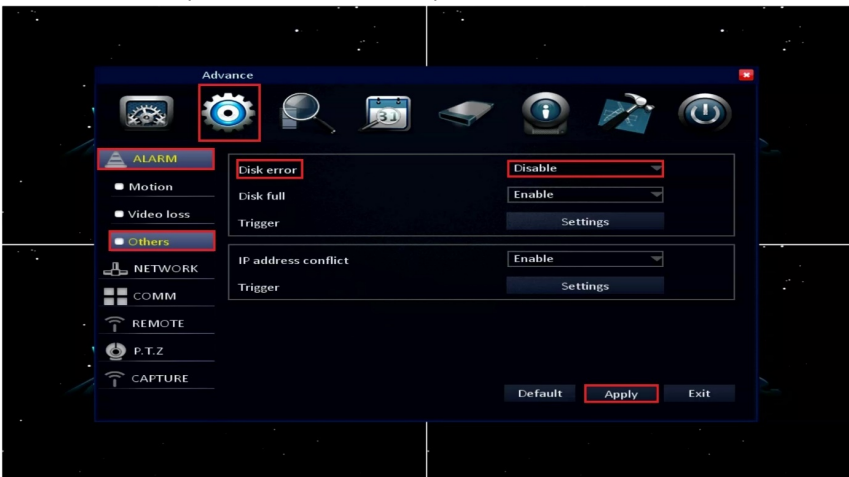 Advance
31
ALARM
Motion
Video loss
Others
NETWORK
COMM
REMOTE
P.T.Z
CAPTURE
Disk error Disable
Disk full Enable
Trigger Settings
IP address conflict Enable
Trigger Settings
Default Apply Exit